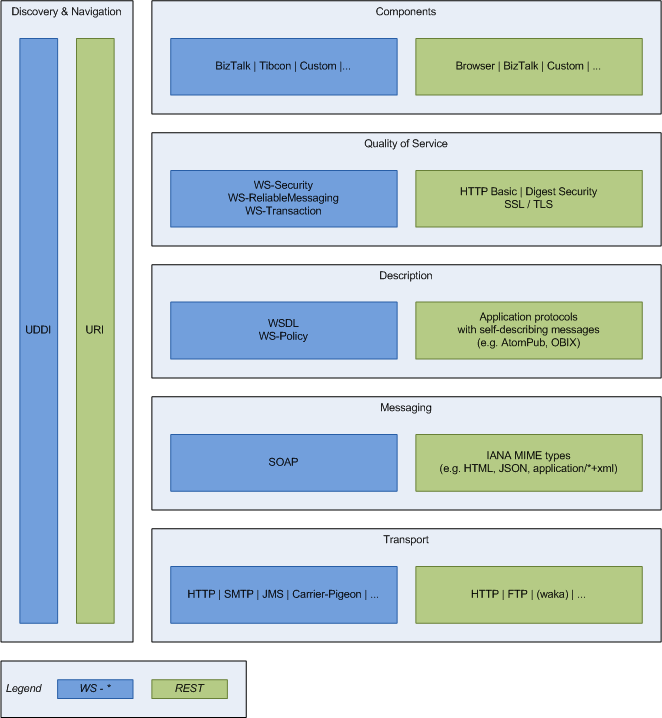 Discovery & Navigation
UDDI
URI
Components
BizTalk | Tibcon | Custom |...
Browser | BizTalk | Custom | ...
Quality of Service
WS-Security
WS-ReliableMessaging
WS-Transaction
HTTP Basic | Digest Security
SSL / TLS
Description
WSDL
WS-Policy
Application protocols
with self-describing messages
(e.g. AtomPub, OBIX)
Messaging
SOAP
IANA MIME types
(e.g. HTML, JSON, application/*+xml)
Transport
HTTP | SMTP | JMS | Carrier-Pigeon | ...
HTTP | FTP | (waka) | ...
Legend
WS - *
REST